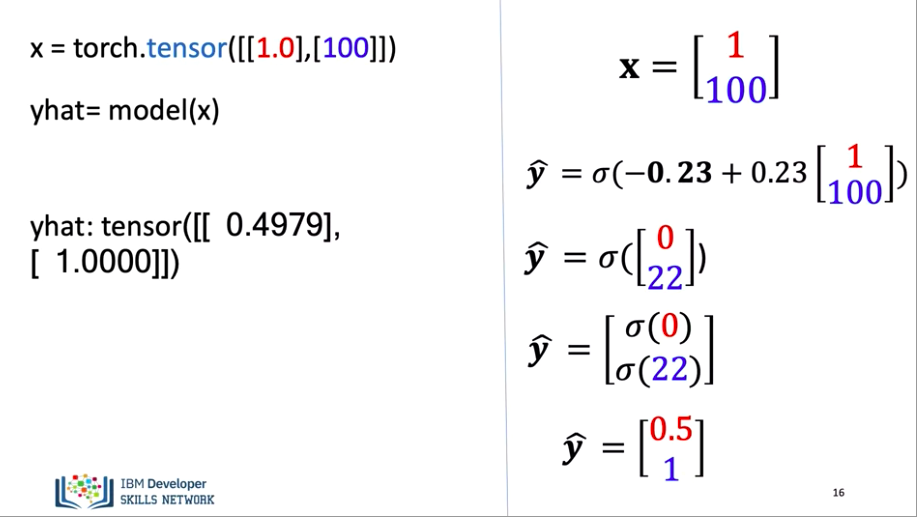 x = torch.tensor([[1.0],[100]])
yhat= model(x)
yhat: tensor([[ 0.4979],
[ 1.0000]])
x = [1
100]
ŷ = σ(−0.23 + 0.23 [1
100])
ŷ = σ([0
22])
ŷ = [σ(0)
σ(22)]
ŷ = [0.5
1]
IBM Developer
SKILLS NETWORK
16